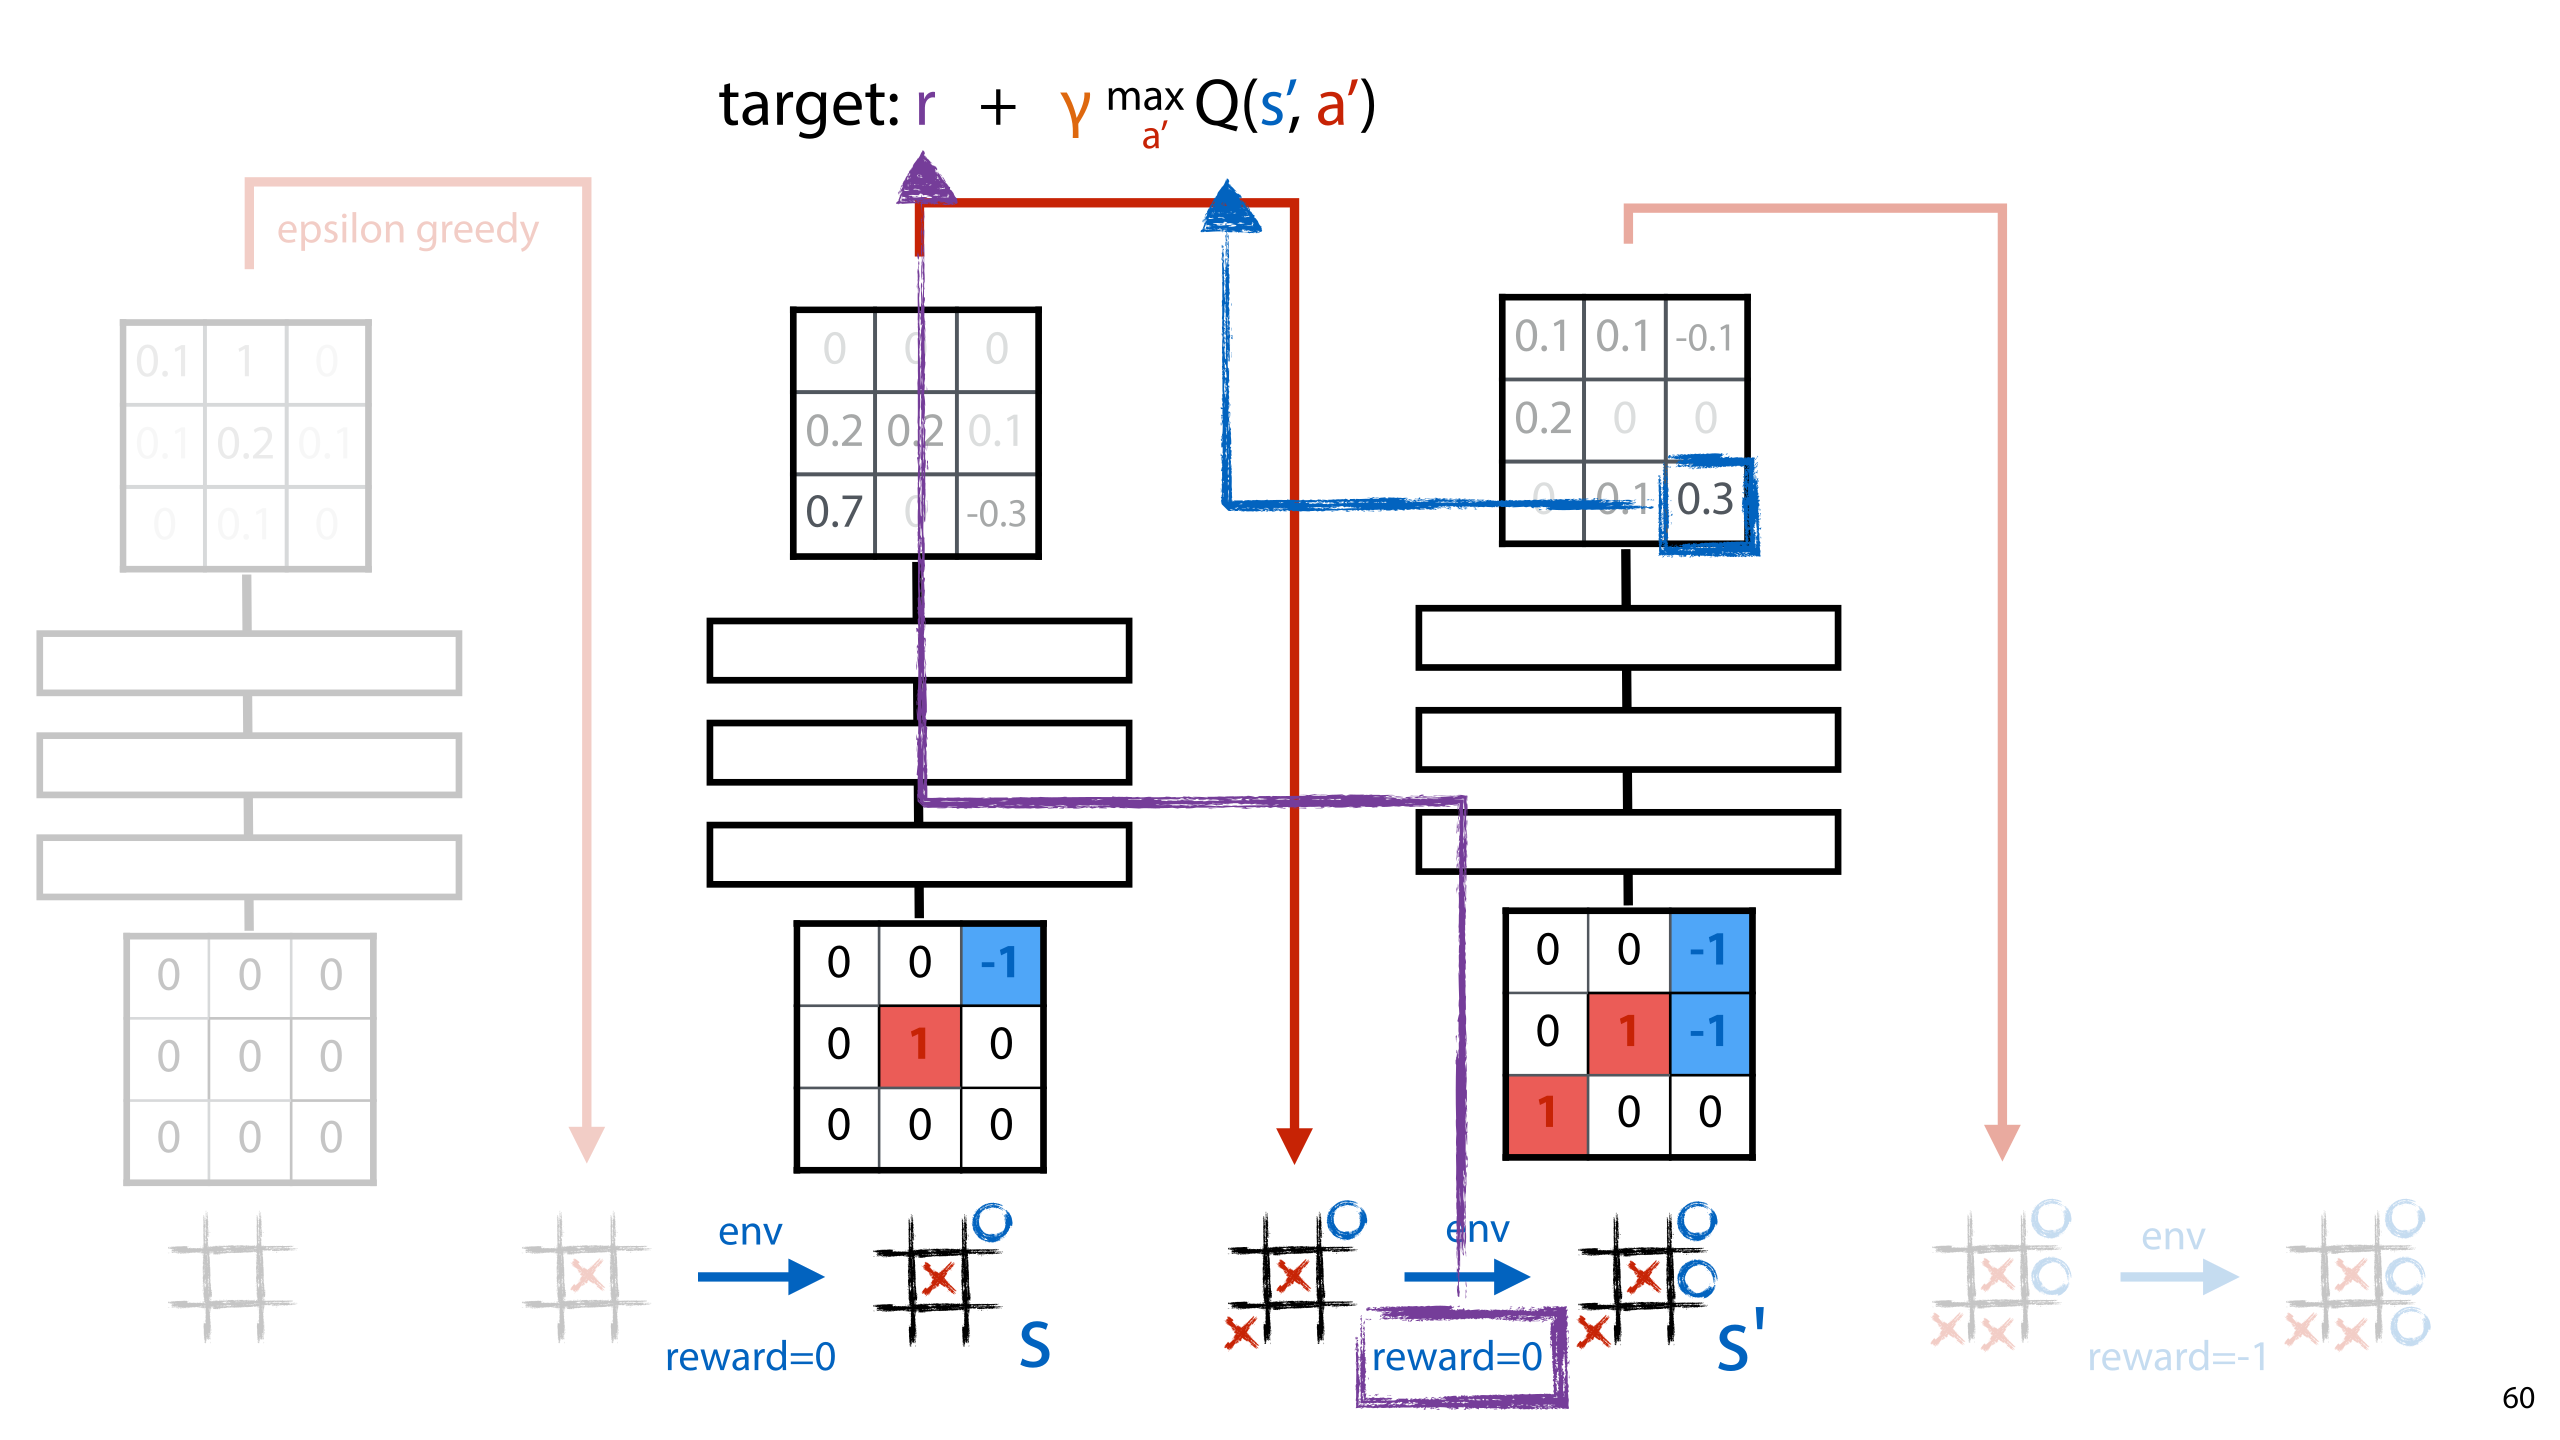 target: r + γ max Q(s′, a′)
a′
epsilon greedy
0.1 1 0
0.1 0.2 0.1
0 0.1 0
0 0 0
0.2 0.2 0.1
0.7 0 -0.3
0.1 0.1 -0.1
0.2 0 0
0 0.1 0.3
0 0 0
0 0 0
0 0 0
0 0 -1
0 1 0
0 0 0
0 0 -1
0 1 -1
1 0 0
env
reward=0
s
env
reward=0
s'
env
reward=-1
60